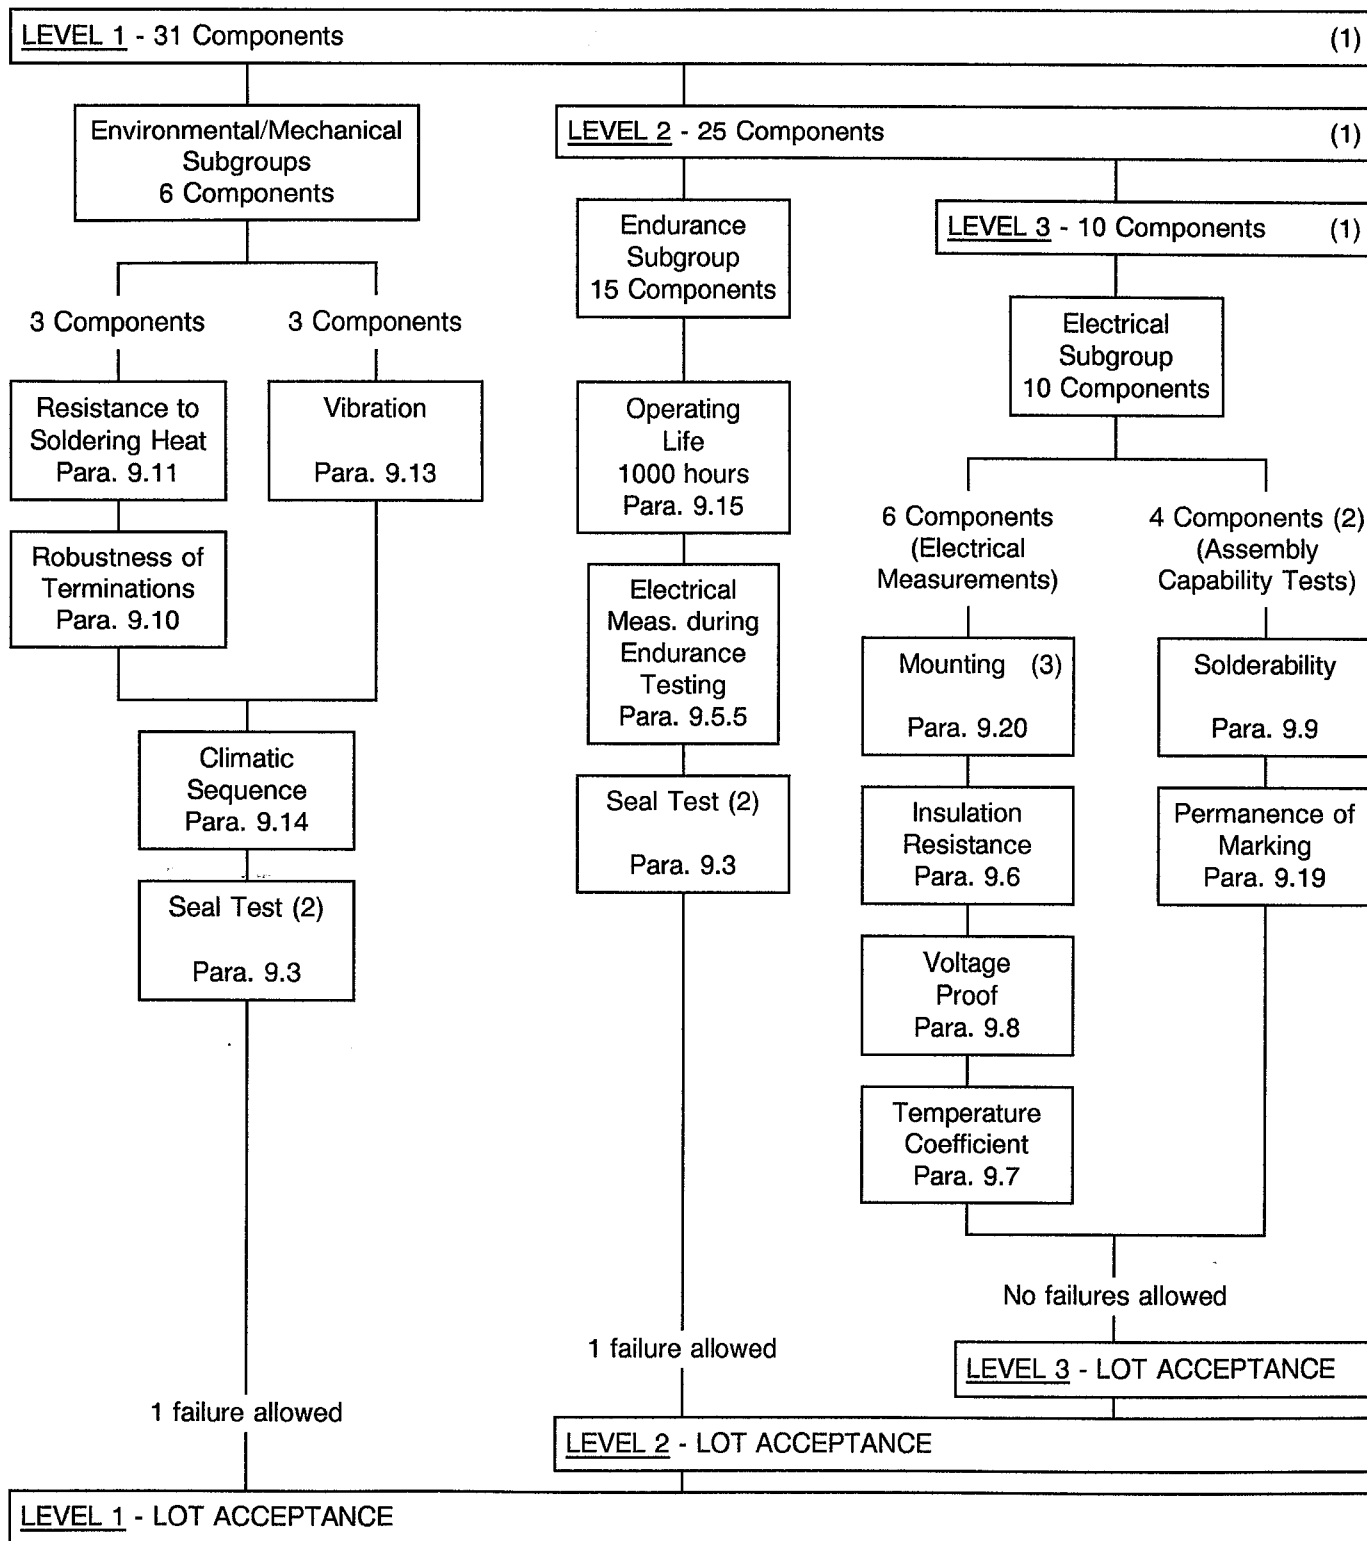 LEVEL 1 - 31 Components (1)
Environmental/Mechanical
Subgroups
6 Components
3 Components
3 Components
Resistance to
Soldering Heat
Para. 9.11
Vibration
Para. 9.13
Robustness of
Terminations
Para. 9.10
Climatic
Sequence
Para. 9.14
Seal Test (2)
Para. 9.3
1 failure allowed
LEVEL 2 - 25 Components (1)
Endurance
Subgroup
15 Components
Operating
Life
1000 hours
Para. 9.15
Electrical
Meas. during
Endurance
Testing
Para. 9.5.5
Seal Test (2)
Para. 9.3
1 failure allowed
LEVEL 3 - 10 Components (1)
Electrical
Subgroup
10 Components
6 Components
(Electrical
Measurements)
4 Components (2)
(Assembly
Capability Tests)
Mounting (3)
Para. 9.20
Insulation
Resistance
Para. 9.6
Voltage
Proof
Para. 9.8
Temperature
Coefficient
Para. 9.7
Solderability
Para. 9.9
Permanence of
Marking
Para. 9.19
No failures allowed
LEVEL 3 - LOT ACCEPTANCE
LEVEL 2 - LOT ACCEPTANCE
LEVEL 1 - LOT ACCEPTANCE